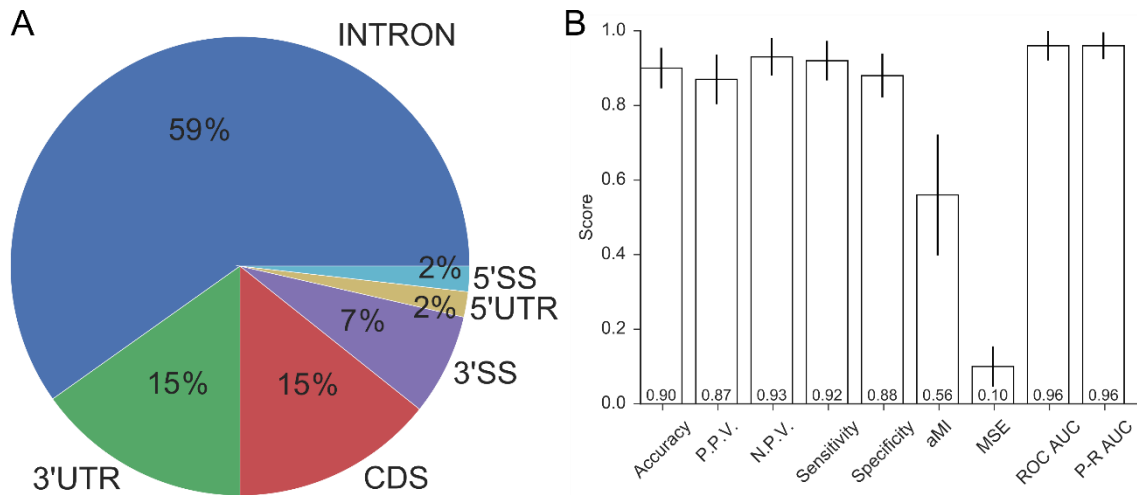 A
INTRON
59%
2%
5'SS
2%
5'UTR
7%
3'SS
15%
15%
3'UTR
CDS
B
1.0
0.8
0.6
0.4
0.2
0.0
Score
0.90
0.87
0.93
0.92
0.88
0.56
0.10
0.96
0.96
Accuracy
P.P.V.
N.P.V.
Sensitivity
Specificity
aMI
MSE
ROC AUC
P-R AUC